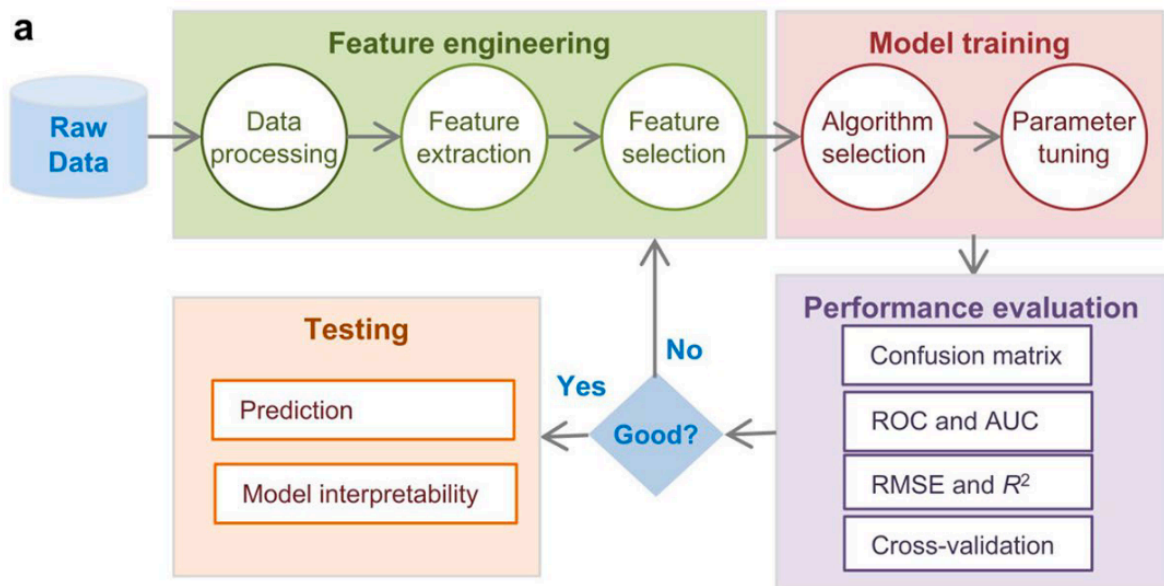 a
Feature engineering
Model training
Raw
Data
Data
processing
Feature
extraction
Feature
selection
Algorithm
selection
Parameter
tuning
Testing
Prediction
Model interpretability
Yes
No
Good?
Performance evaluation
Confusion matrix
ROC and AUC
RMSE and R²
Cross-validation